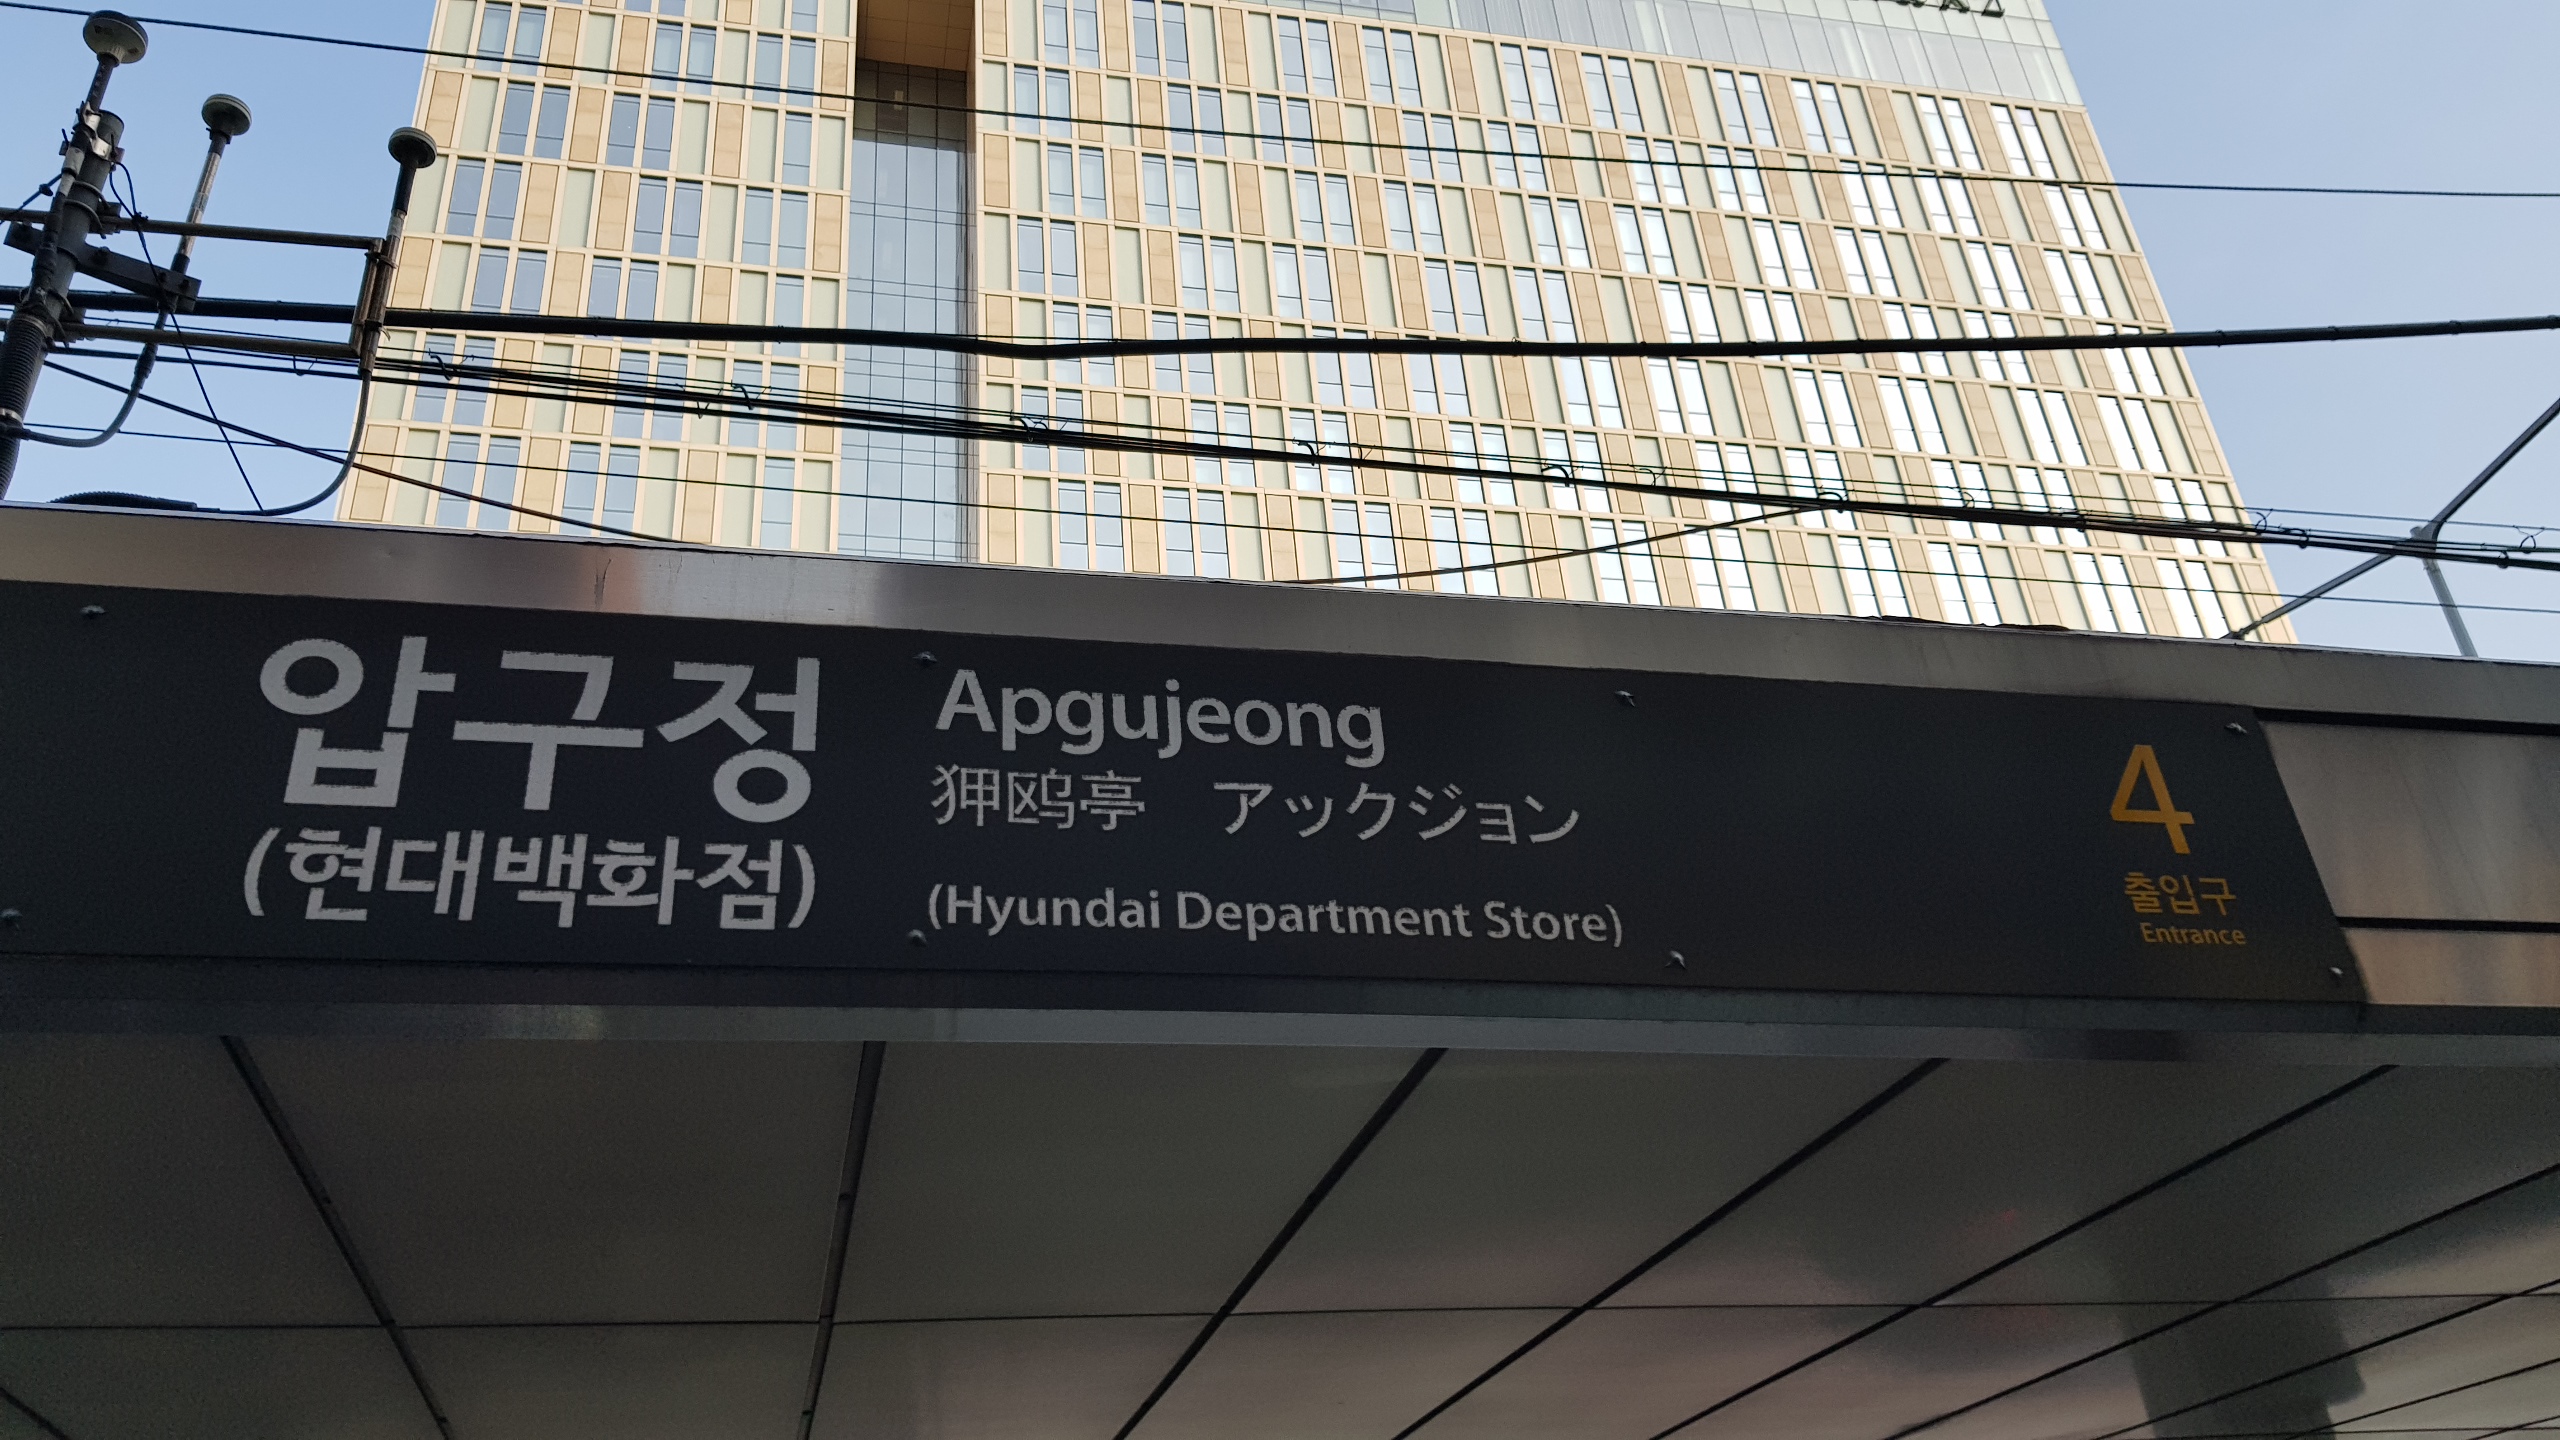 압구정
(현대백화점)
Apgujeong
狎鸥亭 アックジョン
(Hyundai Department Store)
4
출입구
Entrance